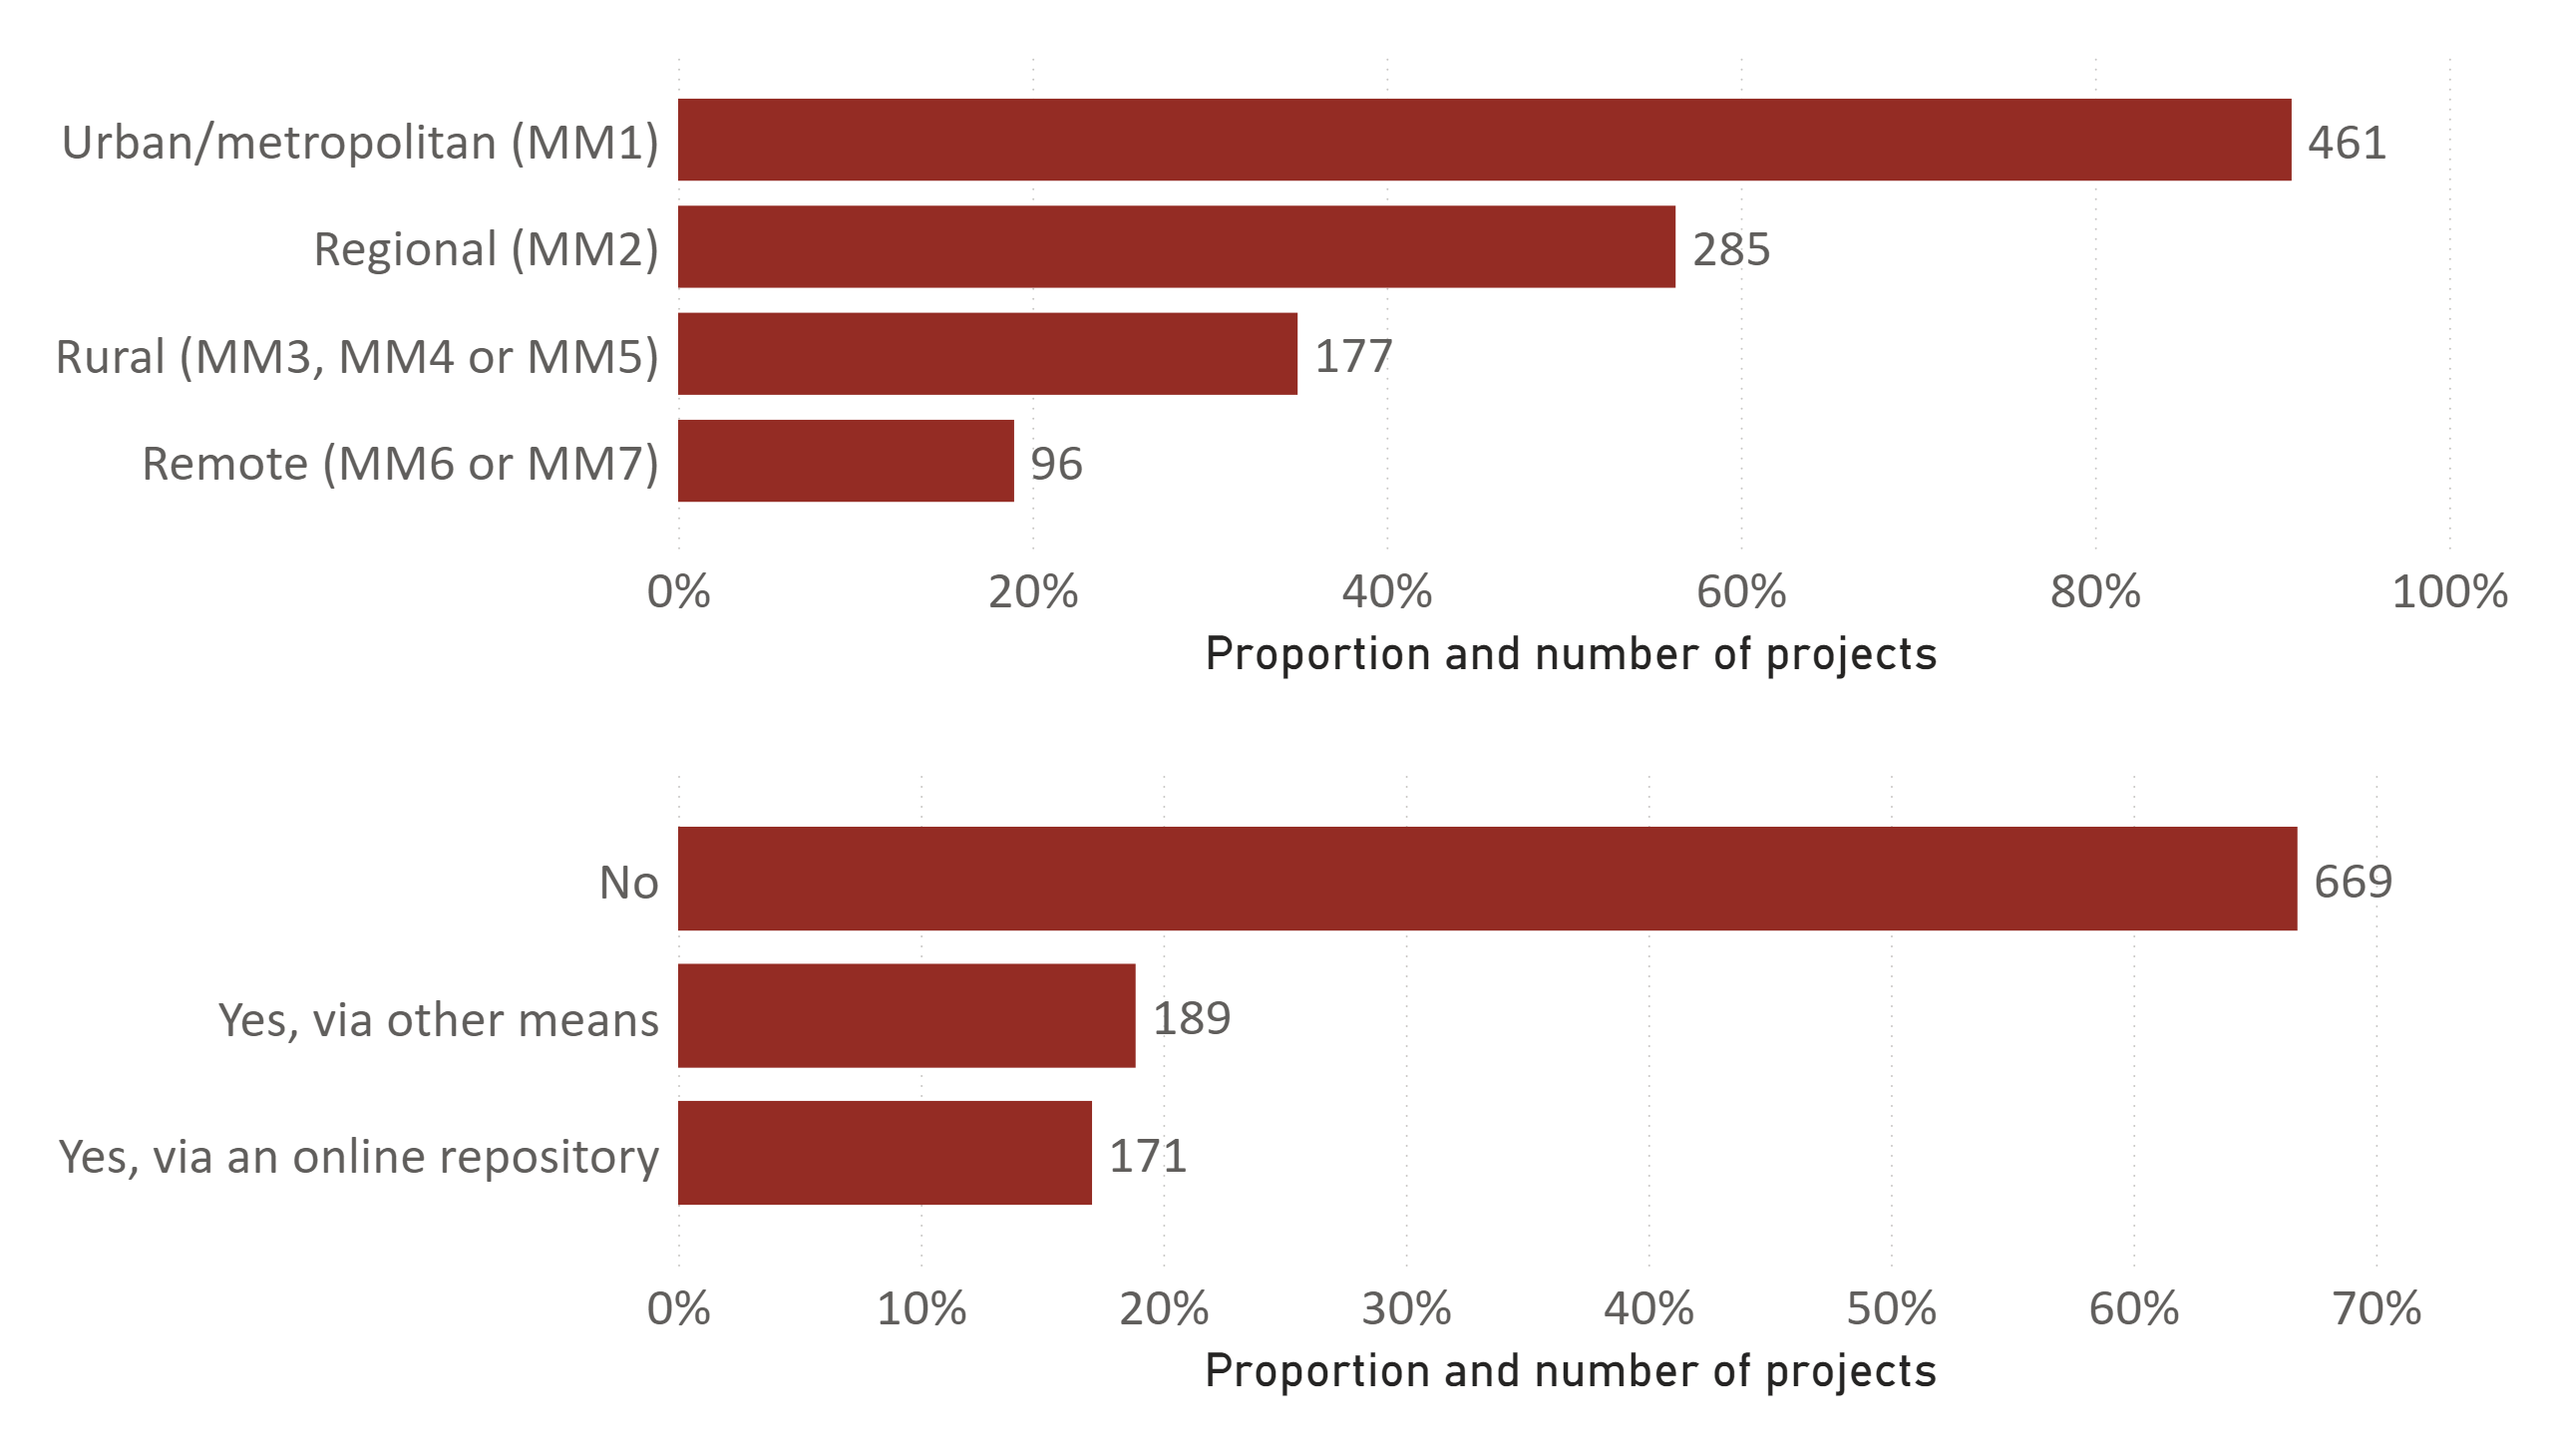 Urban/metropolitan (MM1) 461
Regional (MM2) 285
Rural (MM3, MM4 or MM5) 177
Remote (MM6 or MM7) 96
0% 20% 40% 60% 80% 100%
Proportion and number of projects
No 669
Yes, via other means 189
Yes, via an online repository 171
0% 10% 20% 30% 40% 50% 60% 70%
Proportion and number of projects